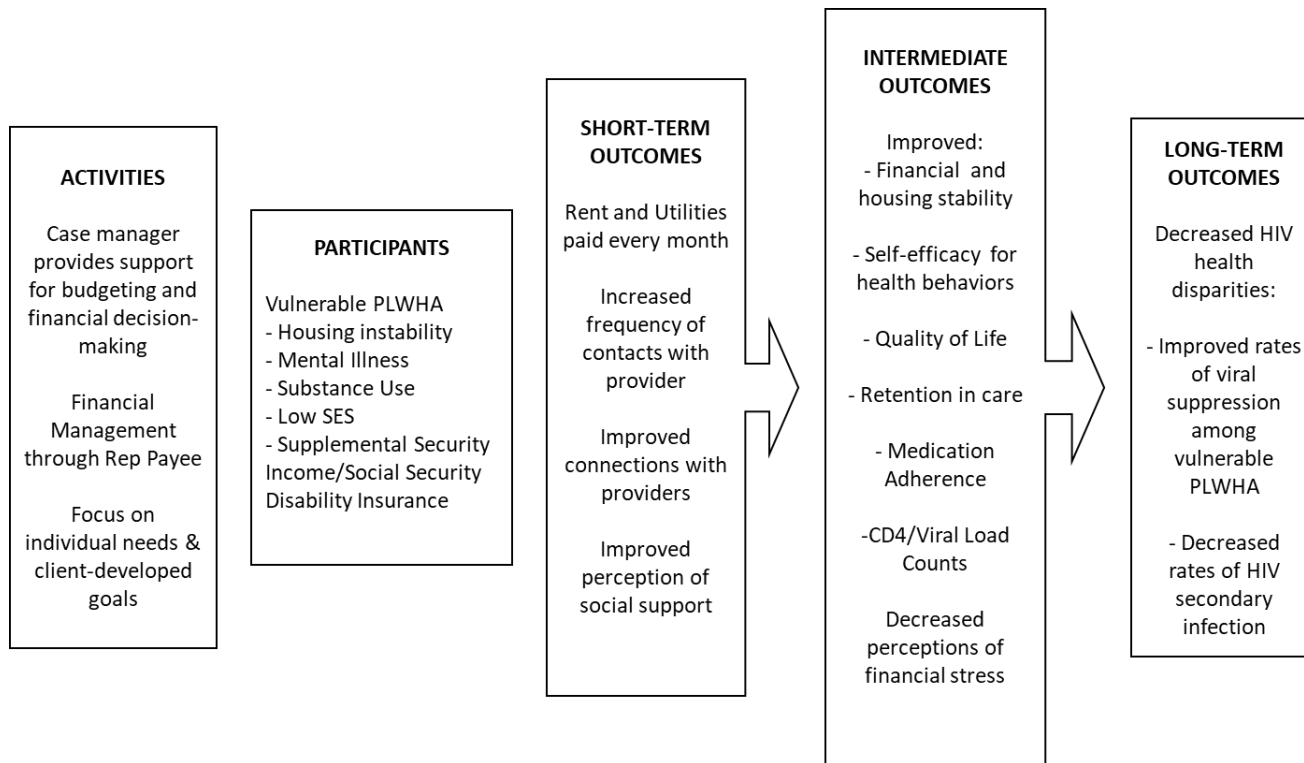 ACTIVITIES
Case manager
provides support
for budgeting and
financial decision-
making
Financial
Management
through Rep Payee
Focus on
individual needs &
client-developed
goals
PARTICIPANTS
Vulnerable PLWHA
- Housing instability
- Mental Illness
- Substance Use
- Low SES
- Supplemental Security
Income/Social Security
Disability Insurance
SHORT-TERM
OUTCOMES
Rent and Utilities
paid every month
Increased
frequency of
contacts with
provider
Improved
connections with
providers
Improved
perception of
social support
INTERMEDIATE
OUTCOMES
Improved:
- Financial and
housing stability
- Self-efficacy for
health behaviors
- Quality of Life
- Retention in care
- Medication
Adherence
-CD4/Viral Load
Counts
Decreased
perceptions of
financial stress
LONG-TERM
OUTCOMES
Decreased HIV
health
disparities:
- Improved rates
of viral
suppression
among
vulnerable
PLWHA
- Decreased
rates of HIV
secondary
infection